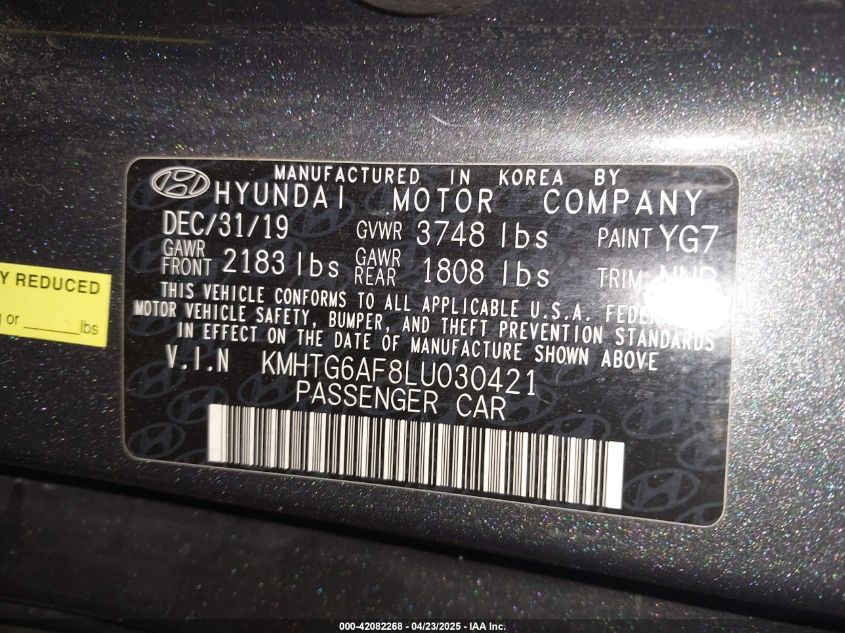 MANUFACTURED IN KOREA BY
HYUNDAI MOTOR COMPANY
DEC/31/19 GVWR 3748 lbs PAINT YG7
GAWR FRONT 2183 lbs GAWR REAR 1808 lbs TRIM:
THIS VEHICLE CONFORMS TO ALL APPLICABLE U.S.A.
MOTOR VEHICLE SAFETY, BUMPER, AND THEFT PREVENTION STANDARDS
IN EFFECT ON THE DATE OF MANUFACTURE SHOWN ABOVE
V.I.N KMHTG6AF8LU030421
PASSENGER CAR
Y REDUCED
or ______ lbs
000-42082268 - 04/23/2025 - IAA Inc.